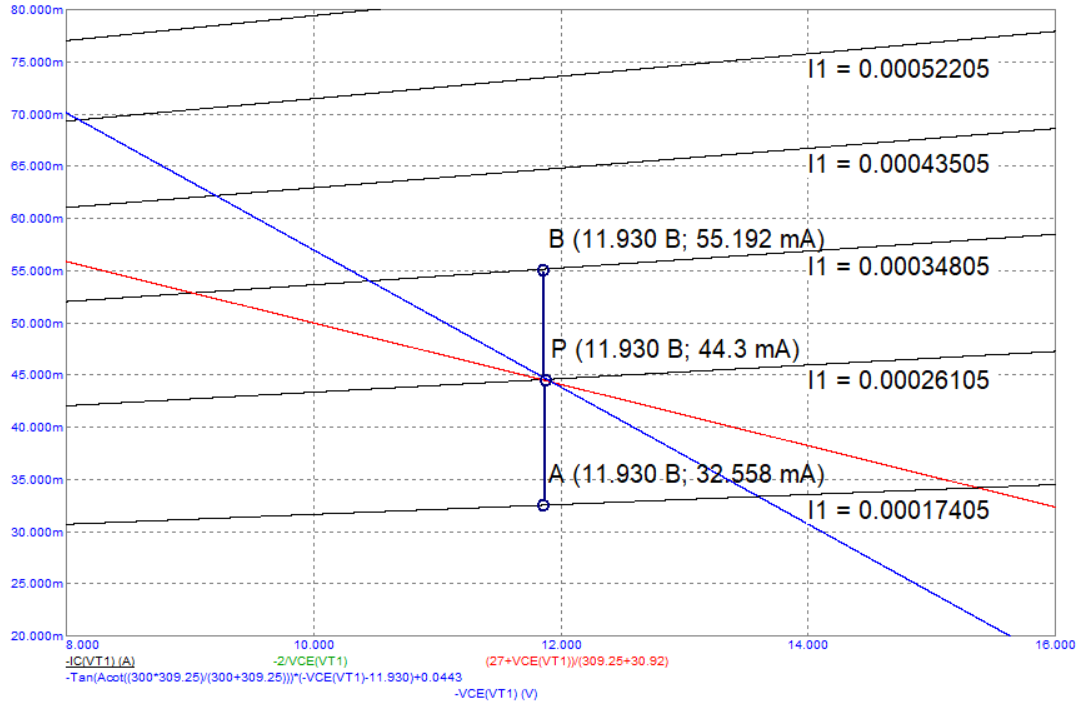 80.000m
75.000m
I1 = 0.00052205
70.000m
65.000m
I1 = 0.00043505
60.000m
B (11.930 В; 55.192 mA)
55.000m
I1 = 0.00034805
50.000m
P (11.930 В; 44.3 mA)
45.000m
I1 = 0.00026105
40.000m
35.000m
A (11.930 В; 32.558 mA)
30.000m
I1 = 0.00017405
25.000m
20.000m
8.000 10.000 12.000 14.000 16.000
-IC(VT1) (A) -2/VCE(VT1) (27+VCE(VT1))/(309.25+30.92)
-Tan(Acot((300*309.25)/(300+309.25)))*(-VCE(VT1)-11.930)+0.0443
-VCE(VT1) (V)